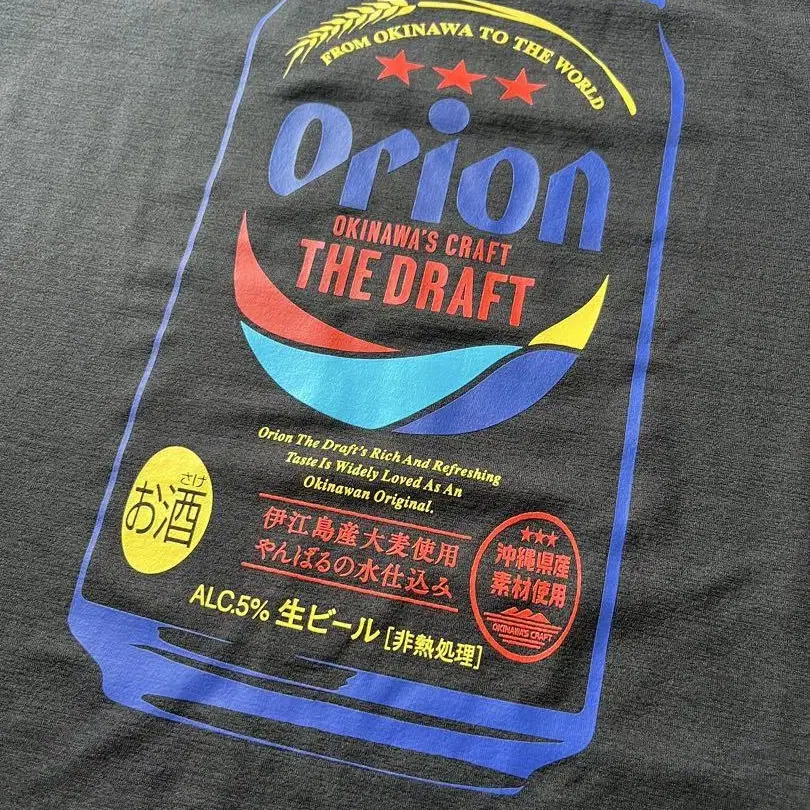 FROM OKINAWA TO THE WORLD
Orion
OKINAWA'S CRAFT
THE DRAFT
Orion The Draft's Rich And Refreshing
Taste Is Widely Loved As An
Okinawan Original.
さけ
お酒
伊江島産大麦使用
やんばるの水仕込み
沖縄県産
素材使用
OKINAWA'S CRAFT
ALC.5% 生ビール [非熱処理]